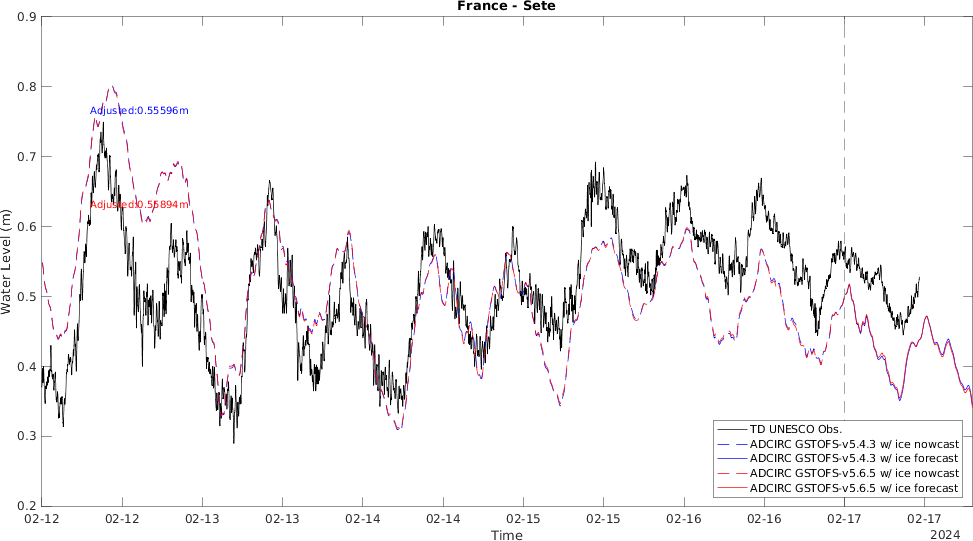 France - Sete
0.9
0.8
Adjusted:0.55596m
0.7
Adjusted:0.55894m
0.6
Water Level (m)
0.5
0.4
0.3
0.2
TD UNESCO Obs.
ADCIRC GSTOFS-v5.4.3 w/ ice nowcast
ADCIRC GSTOFS-v5.4.3 w/ ice forecast
ADCIRC GSTOFS-v5.6.5 w/ ice nowcast
ADCIRC GSTOFS-v5.6.5 w/ ice forecast
02-12 02-12 02-13 02-13 02-14 02-14 02-15 02-15 02-16 02-16 02-17 02-17
Time
2024